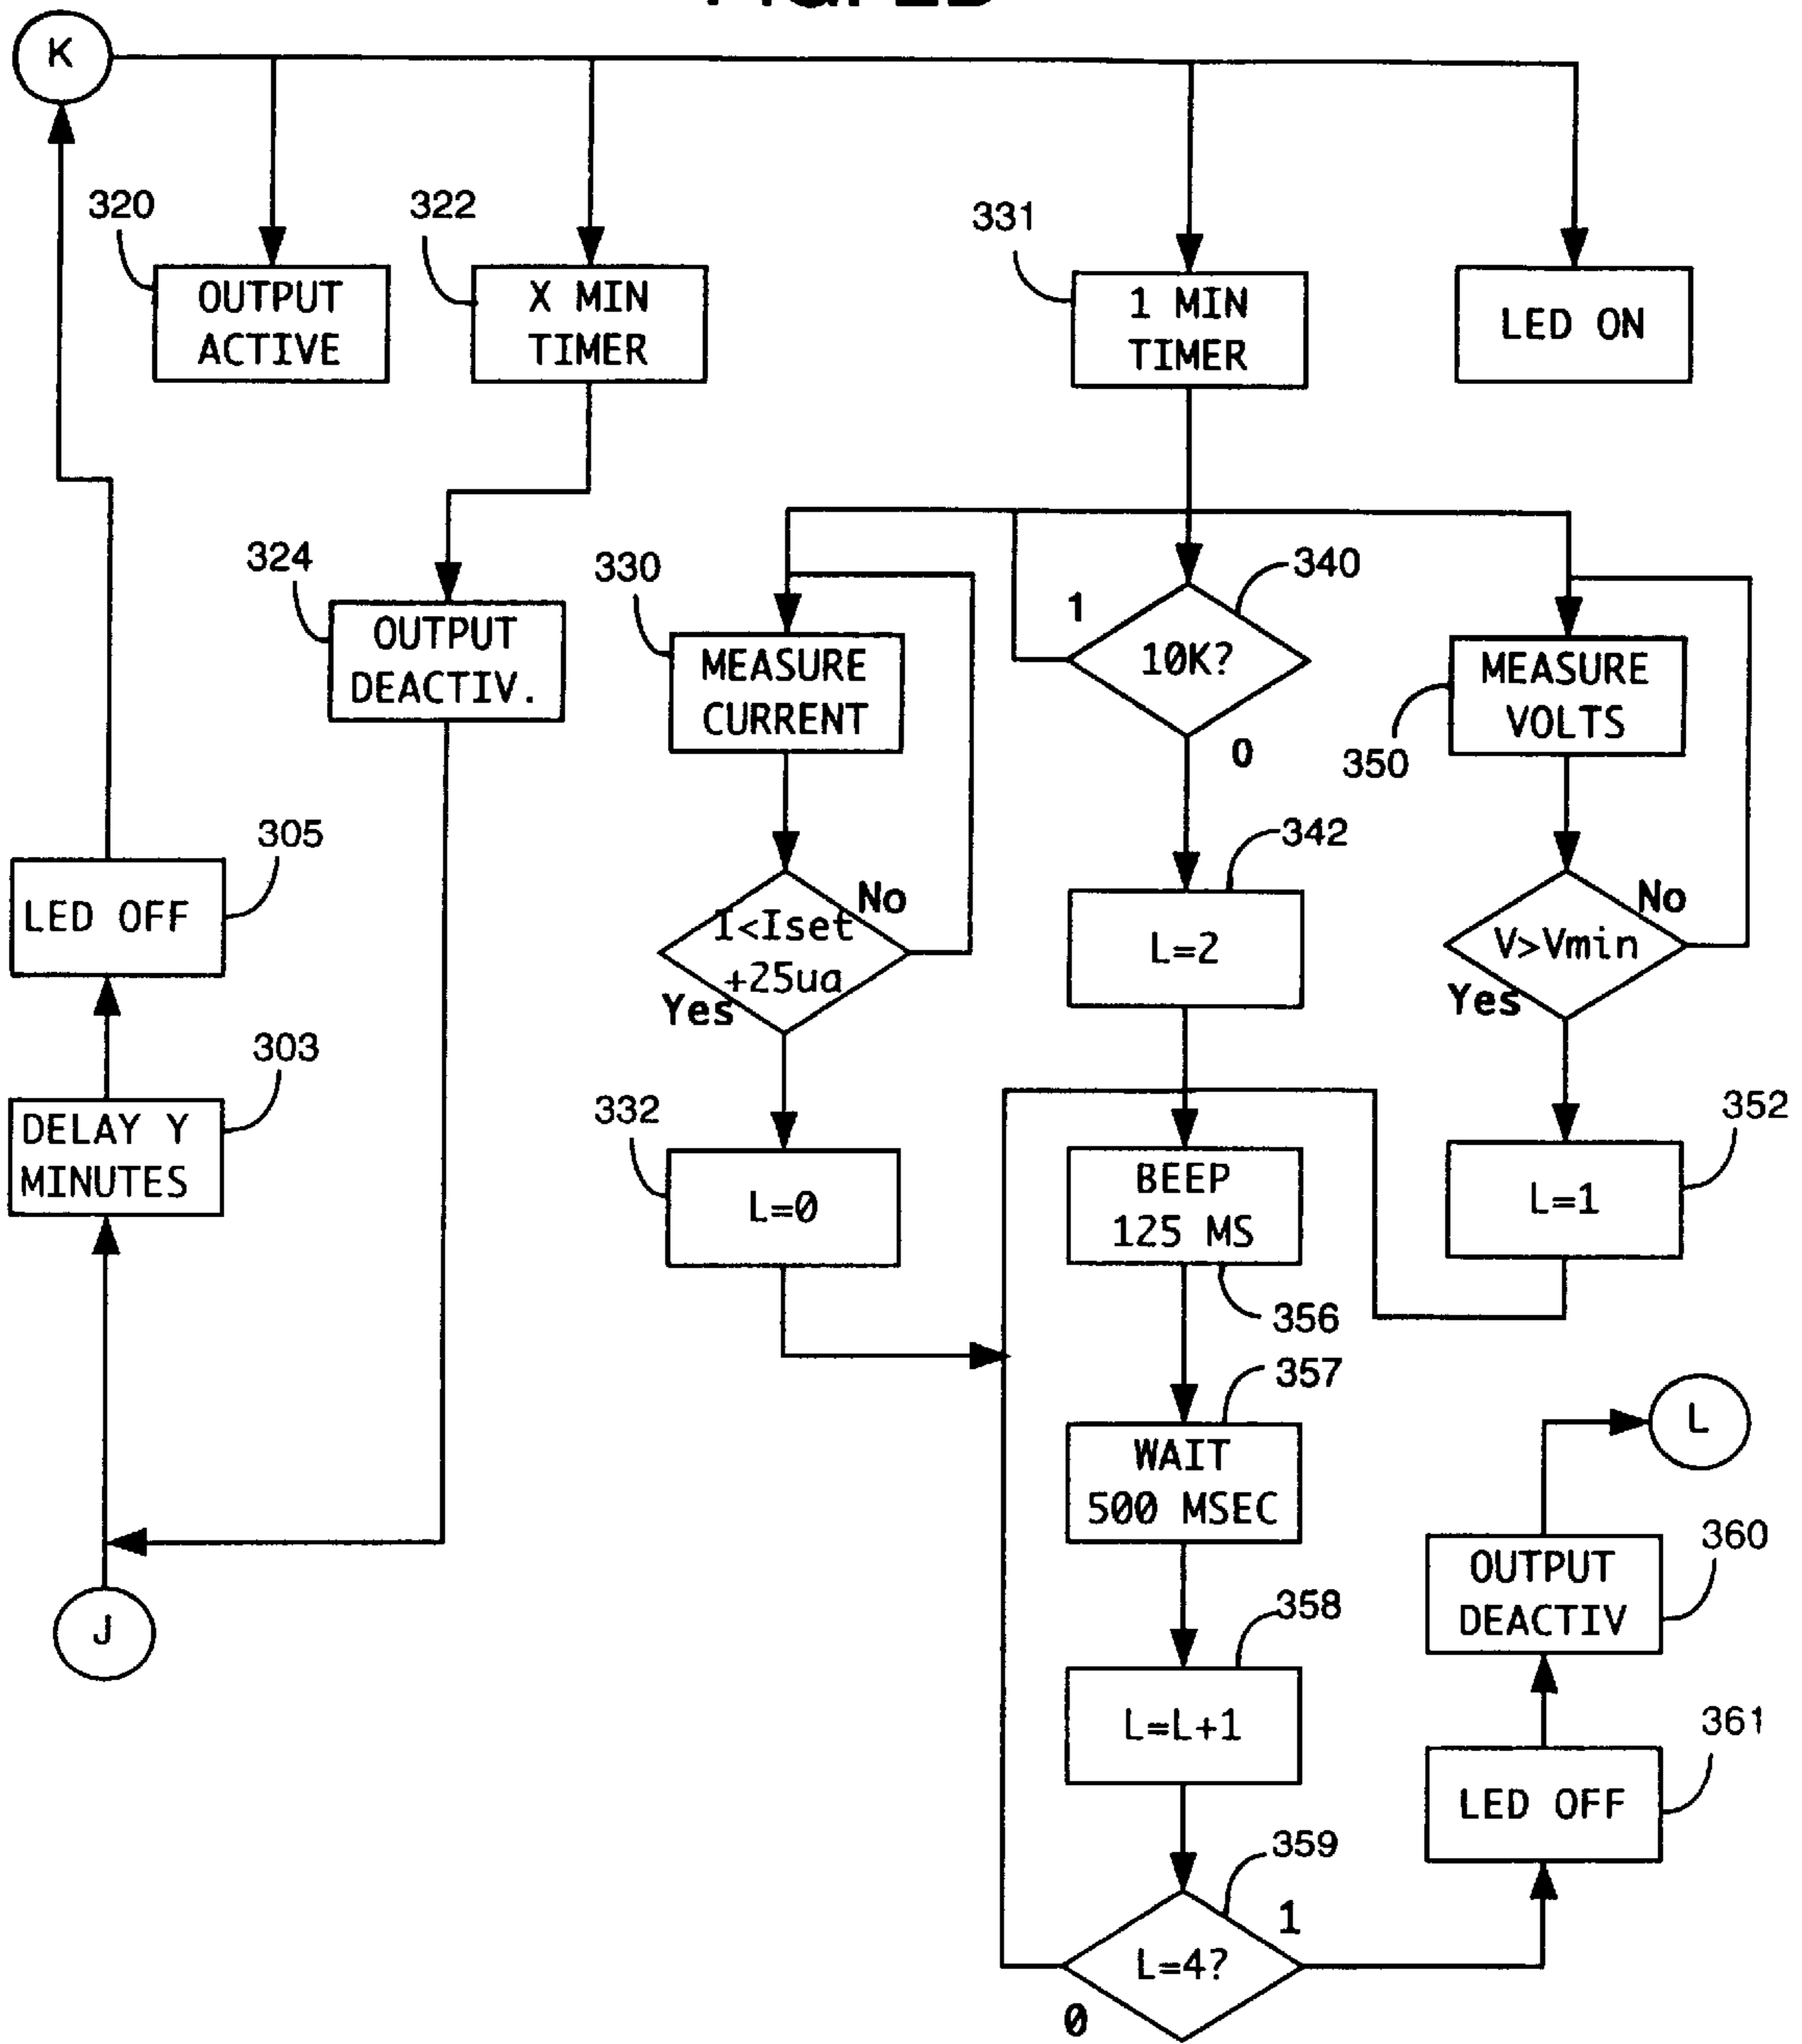 K
320
322
331
OUTPUT
ACTIVE
X MIN
TIMER
1 MIN
TIMER
LED ON
324
330
340
1
10K?
0
OUTPUT
DEACTIV.
MEASURE
CURRENT
MEASURE
VOLTS
350
305
LED OFF
342
No
I<Iset
+25ua
Yes
L=2
No
V>Vmin
Yes
303
DELAY Y
MINUTES
332
L=0
BEEP
125 MS
356
352
L=1
357
WAIT
500 MSEC
L
J
358
L=L+1
360
OUTPUT
DEACTIV
361
LED OFF
359
1
L=4?
0